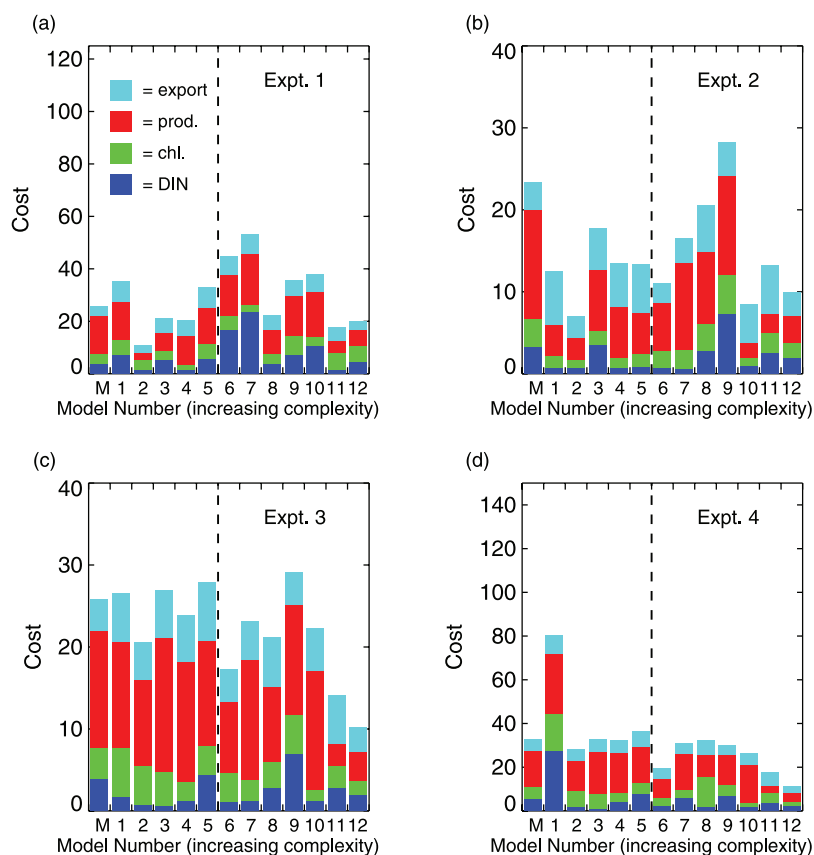 (a)
120
100
80
60
40
20
0
Cost
Expt. 1
= export
= prod.
= chl.
= DIN
M 1 2 3 4 5 6 7 8 9 10 11 12
Model Number (increasing complexity)
(b)
40
30
20
10
0
Cost
Expt. 2
M 1 2 3 4 5 6 7 8 9 10 11 12
Model Number (increasing complexity)
(c)
40
30
20
10
0
Cost
Expt. 3
M 1 2 3 4 5 6 7 8 9 10 11 12
Model Number (increasing complexity)
(d)
140
120
100
80
60
40
20
0
Cost
Expt. 4
M 1 2 3 4 5 6 7 8 9 10 11 12
Model Number (increasing complexity)